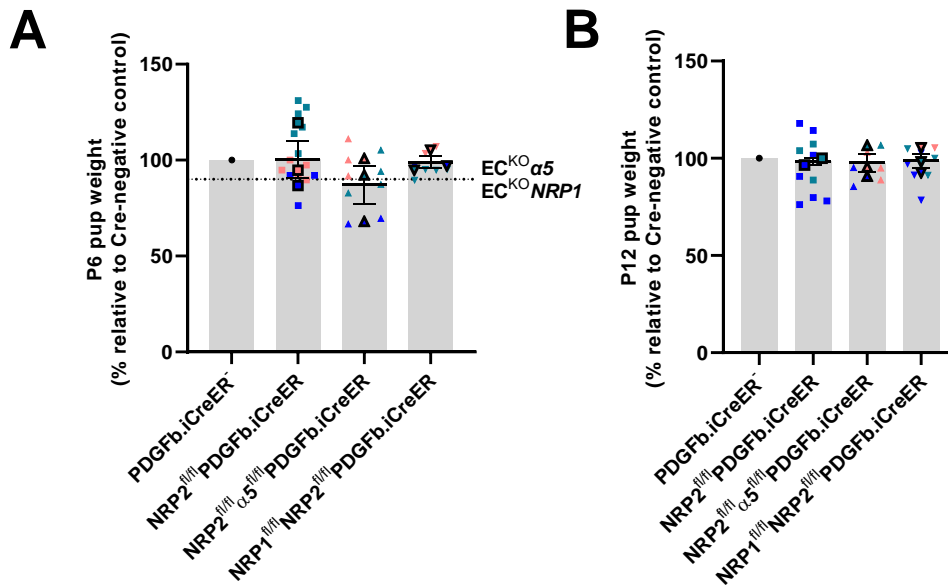 A
P6 pup weight
(% relative to Cre-negative control)
150
100
50
0
EC^KO α5
EC^KO NRP1
PDGFb.iCreER^-
NRP2^fl/fl PDGFb.iCreER
NRP2^fl/fl α5^fl/fl PDGFb.iCreER
NRP1^fl/fl NRP2^fl/fl PDGFb.iCreER
B
P12 pup weight
(% relative to Cre-negative control)
150
100
50
0
PDGFb.iCreER^-
NRP2^fl/fl PDGFb.iCreER
NRP2^fl/fl α5^fl/fl PDGFb.iCreER
NRP1^fl/fl NRP2^fl/fl PDGFb.iCreER